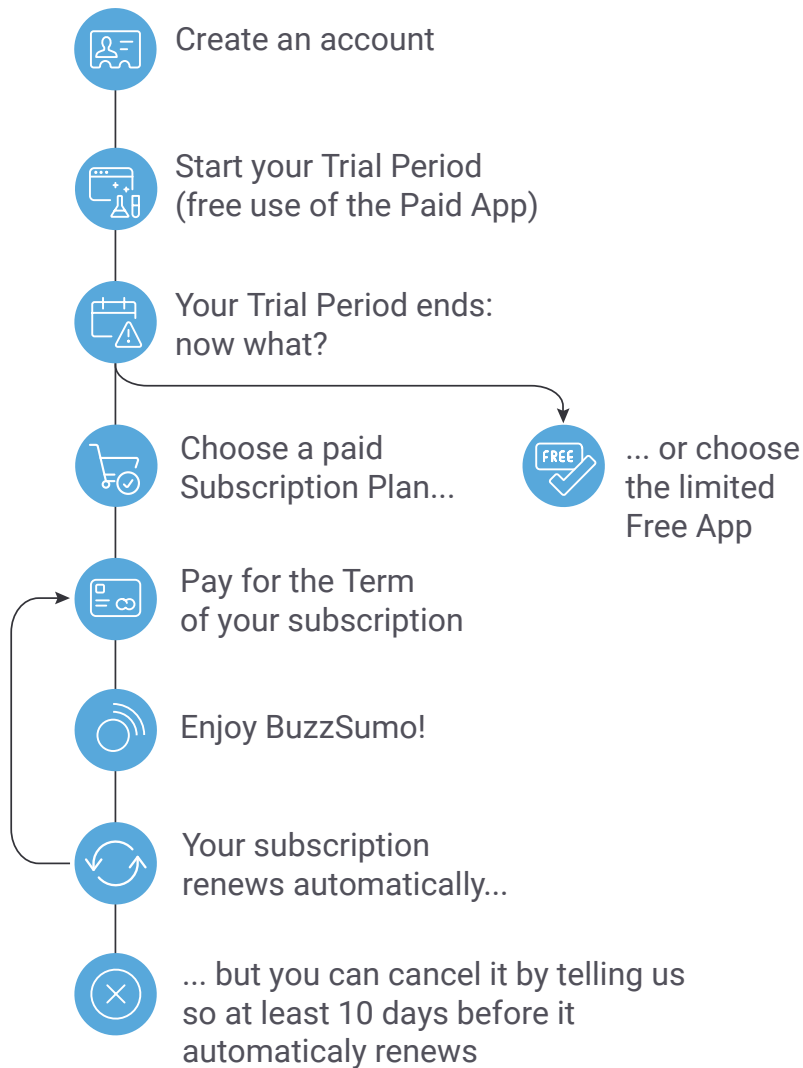 Create an account
Start your Trial Period
(free use of the Paid App)
Your Trial Period ends:
now what?
Choose a paid
Subscription Plan...
FREE
... or choose
the limited
Free App
Pay for the Term
of your subscription
Enjoy BuzzSumo!
Your subscription
renews automatically...
... but you can cancel it by telling us
so at least 10 days before it
automaticaly renews